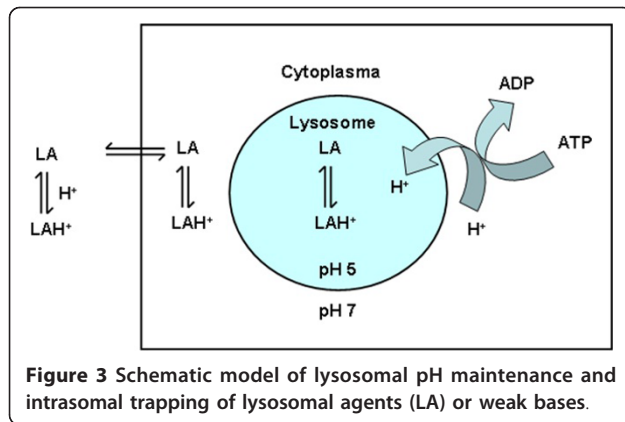 Cytoplasma
ADP
ATP
Lysosome
LA
LA
LA
H⁺
LAH⁺
LAH⁺
LAH⁺
H⁺
H⁺
pH 5
pH 7
Figure 3 Schematic model of lysosomal pH maintenance and
intrasomal trapping of lysosomal agents (LA) or weak bases.